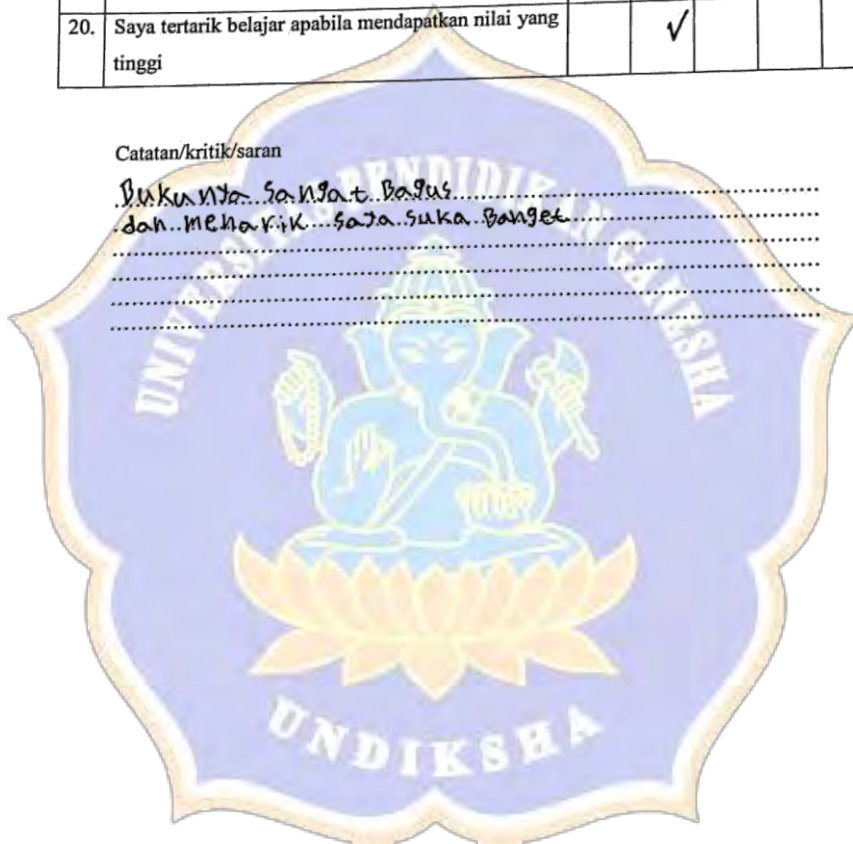 20. Saya tertarik belajar apabila mendapatkan nilai yang √
tinggi
Catatan/kritik/saran
Bukunya Sangat Bagus
dan menarik saya suka Banget
UNIVERSITAS PENDIDIKAN GANESHA
UNDIKSHA